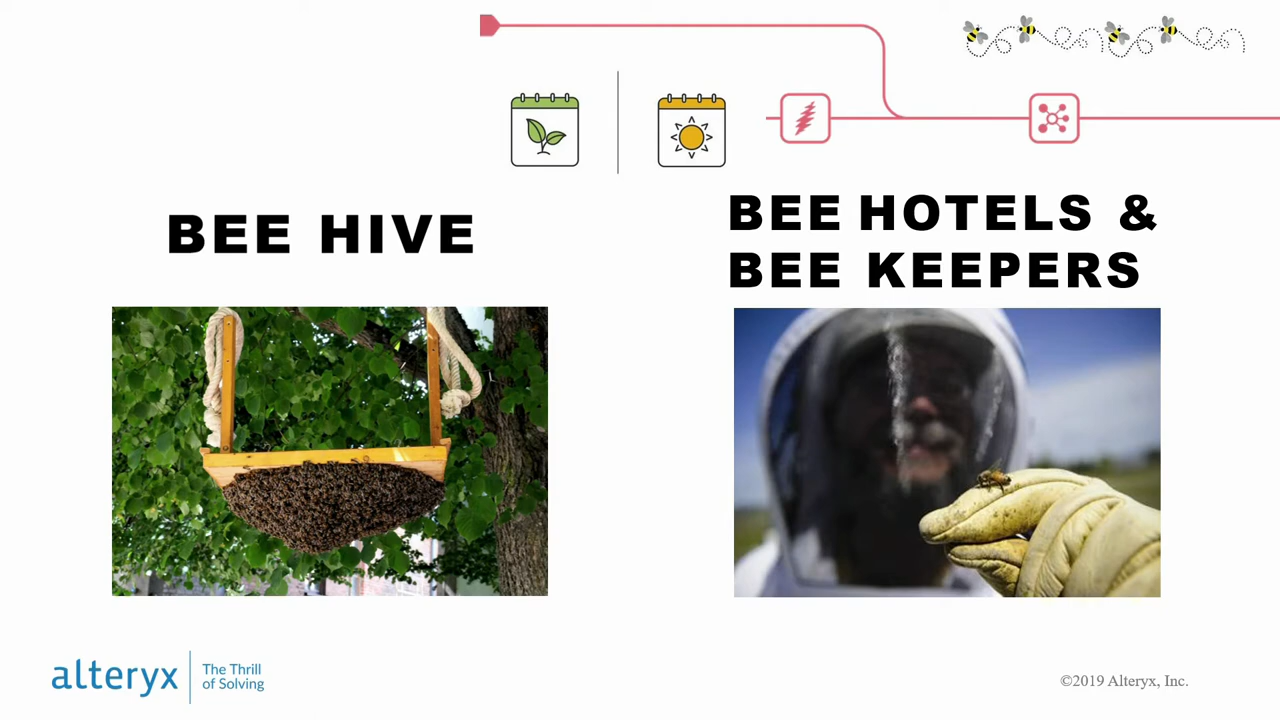 BEE HIVE
BEE HOTELS &
BEE KEEPERS
alteryx
The Thrill
of Solving
©2019 Alteryx, Inc.